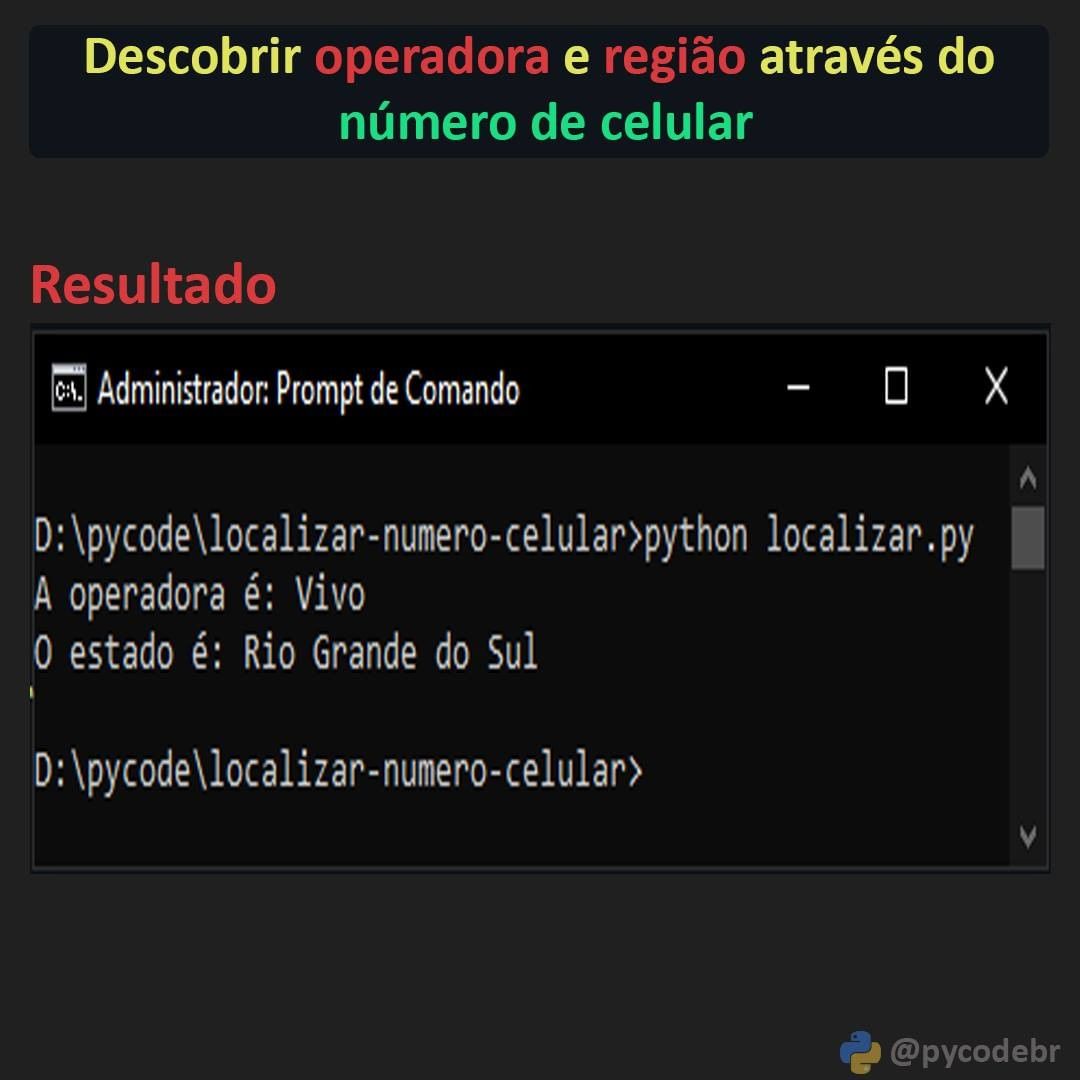 Descobrir operadora e região através do
número de celular
Resultado
C:\.
Administrador: Prompt de Comando
D:\pycode\localizar-numero-celular>python localizar.py
A operadora é: Vivo
O estado é: Rio Grande do Sul
D:\pycode\localizar-numero-celular>
@pycodebr